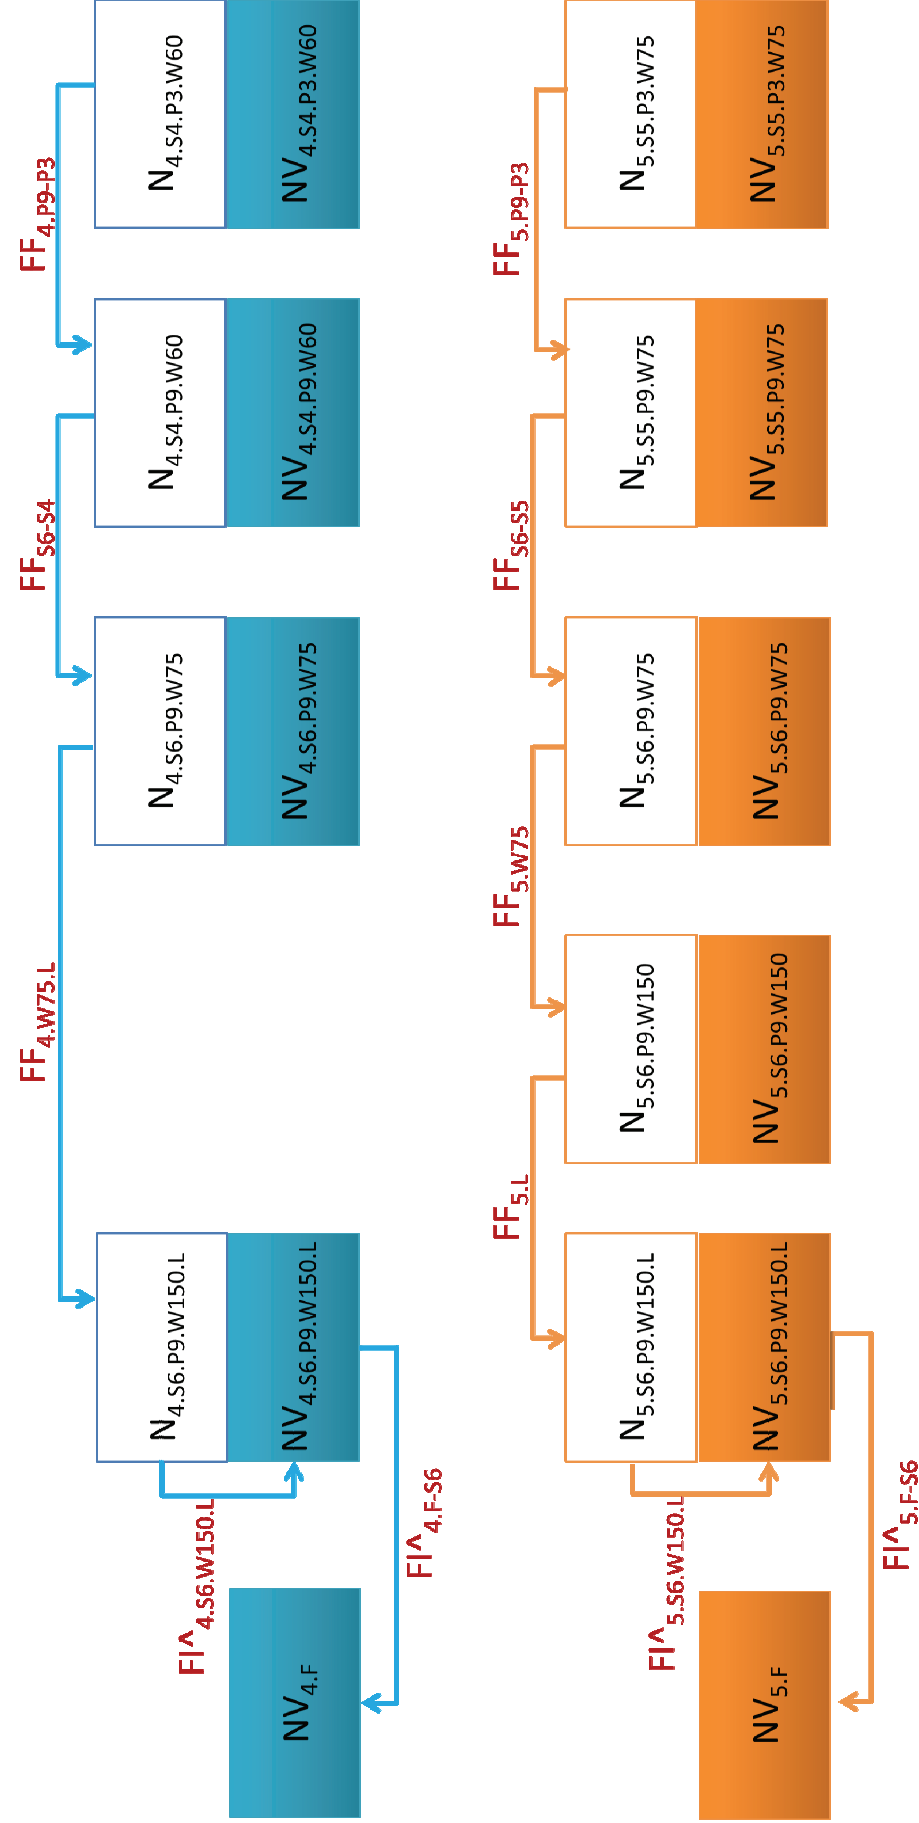 FI^4.S6.W150.L
FF4.W75.L
FFS6-S4
FF4.P9-P3
N4.S6.P9.W150.L
N4.S6.P9.W75
N4.S4.P9.W60
N4.S4.P3.W60
NV4.F
NV4.S6.P9.W150.L
NV4.S6.P9.W75
NV4.S4.P9.W60
NV4.S4.P3.W60
FI^4.F-S6
FF5.L
FF5.W75
FFS6-S5
FF5.P9-P3
FI^5.S6.W150.L
N5.S6.P9.W150.L
N5.S6.P9.W150
N5.S6.P9.W75
N5.S5.P9.W75
N5.S5.P3.W75
NV5.F
NV5.S6.P9.W150.L
NV5.S6.P9.W150
NV5.S6.P9.W75
NV5.S5.P9.W75
NV5.S5.P3.W75
FI^5.F-S6